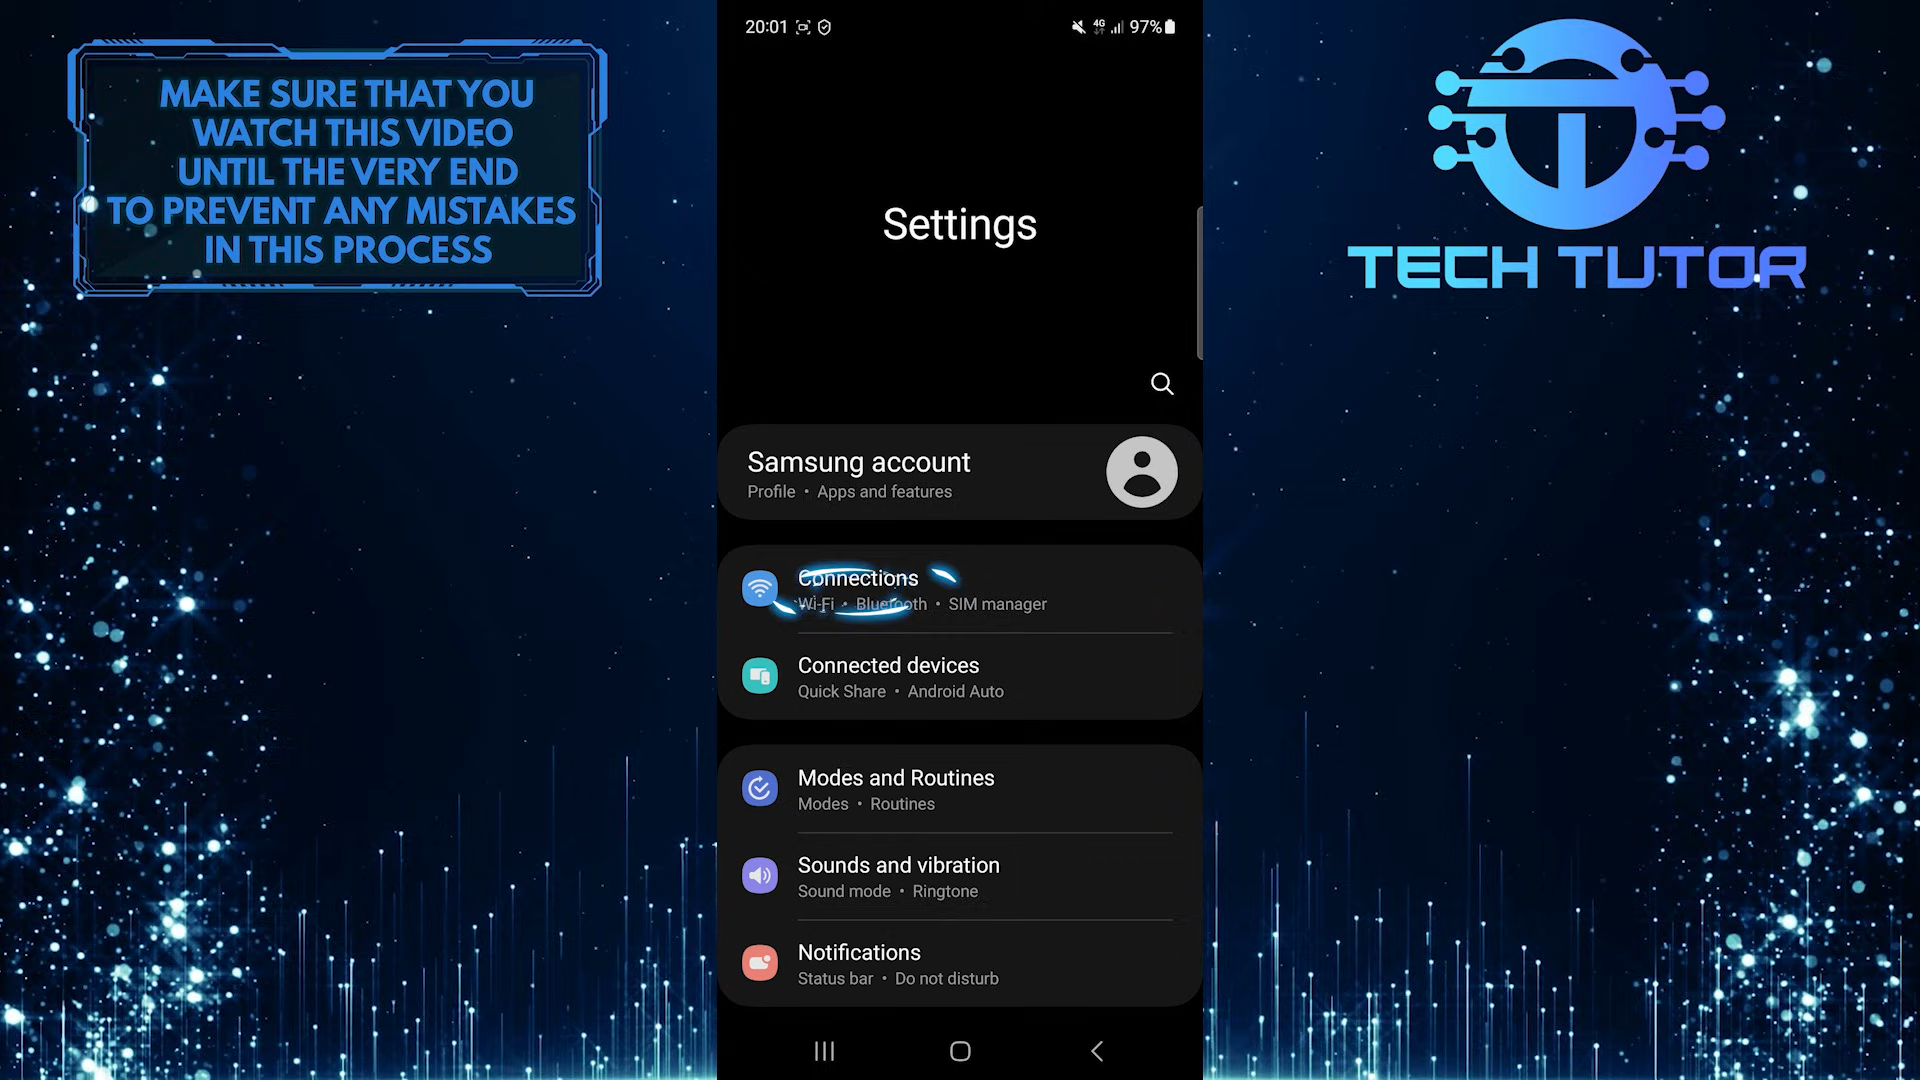 MAKE SURE THAT YOU
WATCH THIS VIDEO
UNTIL THE VERY END
TO PREVENT ANY MISTAKES
IN THIS PROCESS
20:01
4G
97%
TECH TUTOR
Settings
Samsung account
Profile • Apps and features
Connections
Wi-Fi • Bluetooth • SIM manager
Connected devices
Quick Share • Android Auto
Modes and Routines
Modes • Routines
Sounds and vibration
Sound mode • Ringtone
Notifications
Status bar • Do not disturb